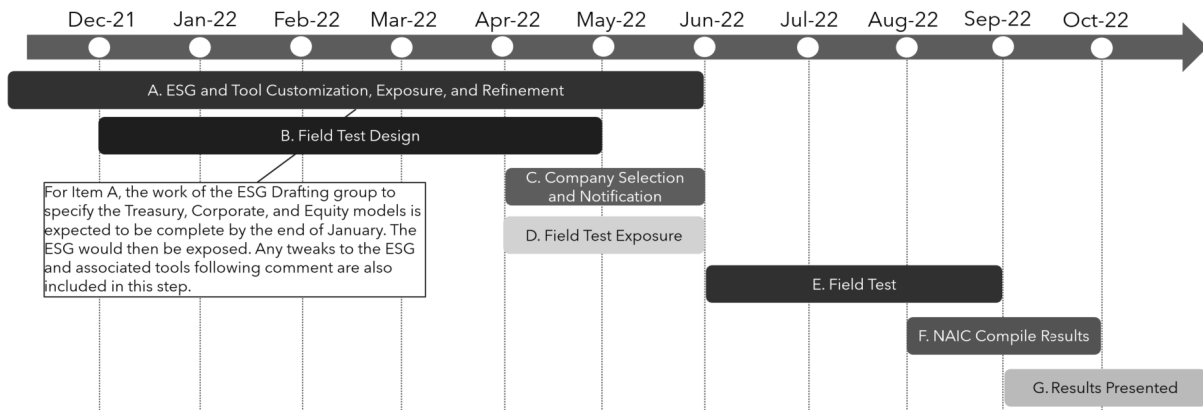 Dec-21 Jan-22 Feb-22 Mar-22 Apr-22 May-22 Jun-22 Jul-22 Aug-22 Sep-22 Oct-22
A. ESG and Tool Customization, Exposure, and Refinement
B. Field Test Design
C. Company Selection
and Notification
For Item A, the work of the ESG Drafting group to
specify the Treasury, Corporate, and Equity models is
expected to be complete by the end of January. The
ESG would then be exposed. Any tweaks to the ESG
and associated tools following comment are also
included in this step.
D. Field Test Exposure
E. Field Test
F. NAIC Compile Results
G. Results Presented